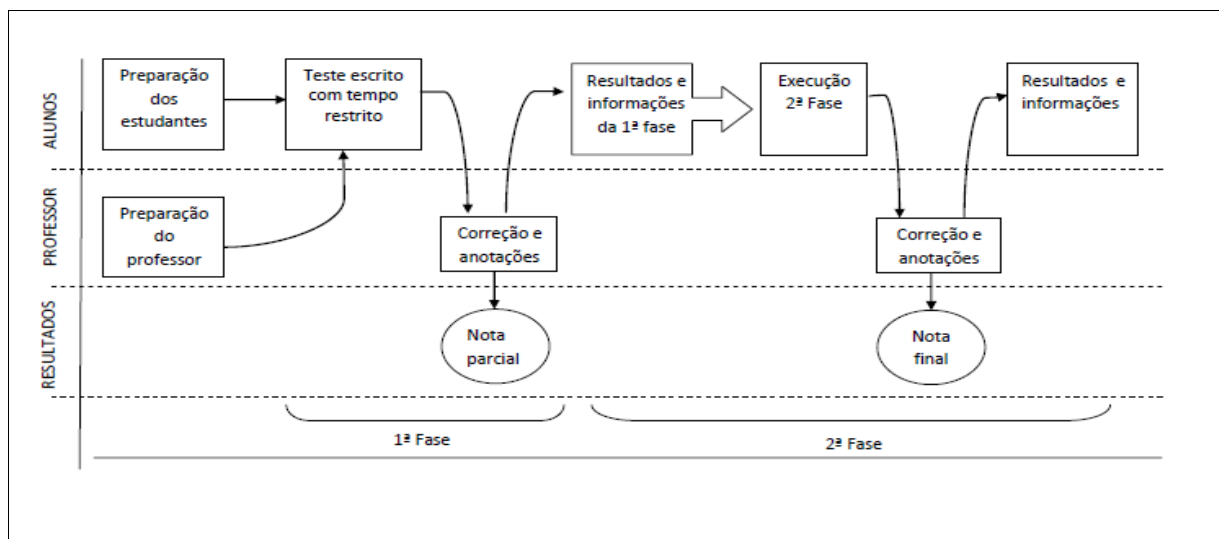 ALUNOS
Preparação
dos
estudantes
Teste escrito
com tempo
restrito
Resultados e
informações
da 1ª fase
Execução
2ª Fase
Resultados e
informações
PROFESSOR
Preparação
do
professor
Correção e
anotações
Correção e
anotações
RESULTADOS
Nota
parcial
Nota
final
1ª Fase
2ª Fase